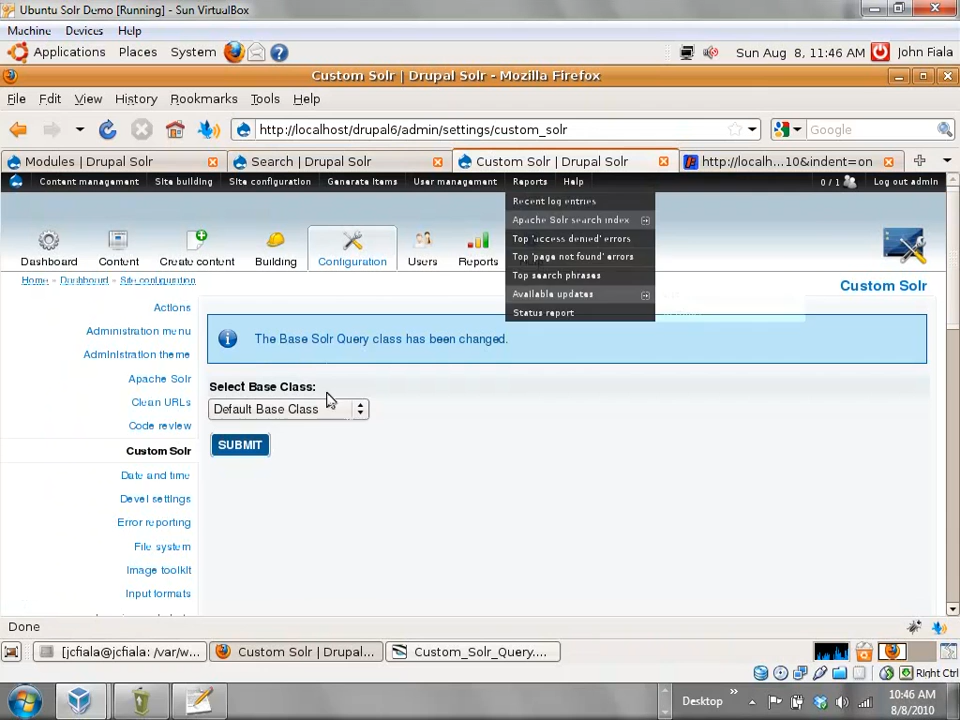 Ubuntu Solr Demo [Running] - Sun VirtualBox
Machine Devices Help
Applications Places System Sun Aug 8, 11:46 AM John Fiala
Custom Solr | Drupal Solr - Mozilla Firefox
File Edit View History Bookmarks Tools Help
http://localhost/drupal6/admin/settings/custom_solr Google
Modules | Drupal Solr Search | Drupal Solr Custom Solr | Drupal Solr http://localh...10&indent=on
Content management Site building Site configuration Generate items User management Reports Help 0 / 1 Log out admin
Recent log entries
Apache Solr search index
Top 'access denied' errors
Top 'page not found' errors
Top search phrases
Available updates
Status report
Dashboard Content Create content Building Configuration Users Reports
Home » Dashboard » Site configuration
Custom Solr
Actions
Administration menu
Administration theme
Apache Solr
Clean URLs
Code review
Custom Solr
Date and time
Devel settings
Error reporting
File system
Image toolkit
Input formats
The Base Solr Query class has been changed.
Select Base Class:
Default Base Class
SUBMIT
Done
[jcfiala@jcfiala: /var/w... Custom Solr | Drupal... Custom_Solr_Query....
Right Ctrl
Desktop » 10:46 AM
8/8/2010